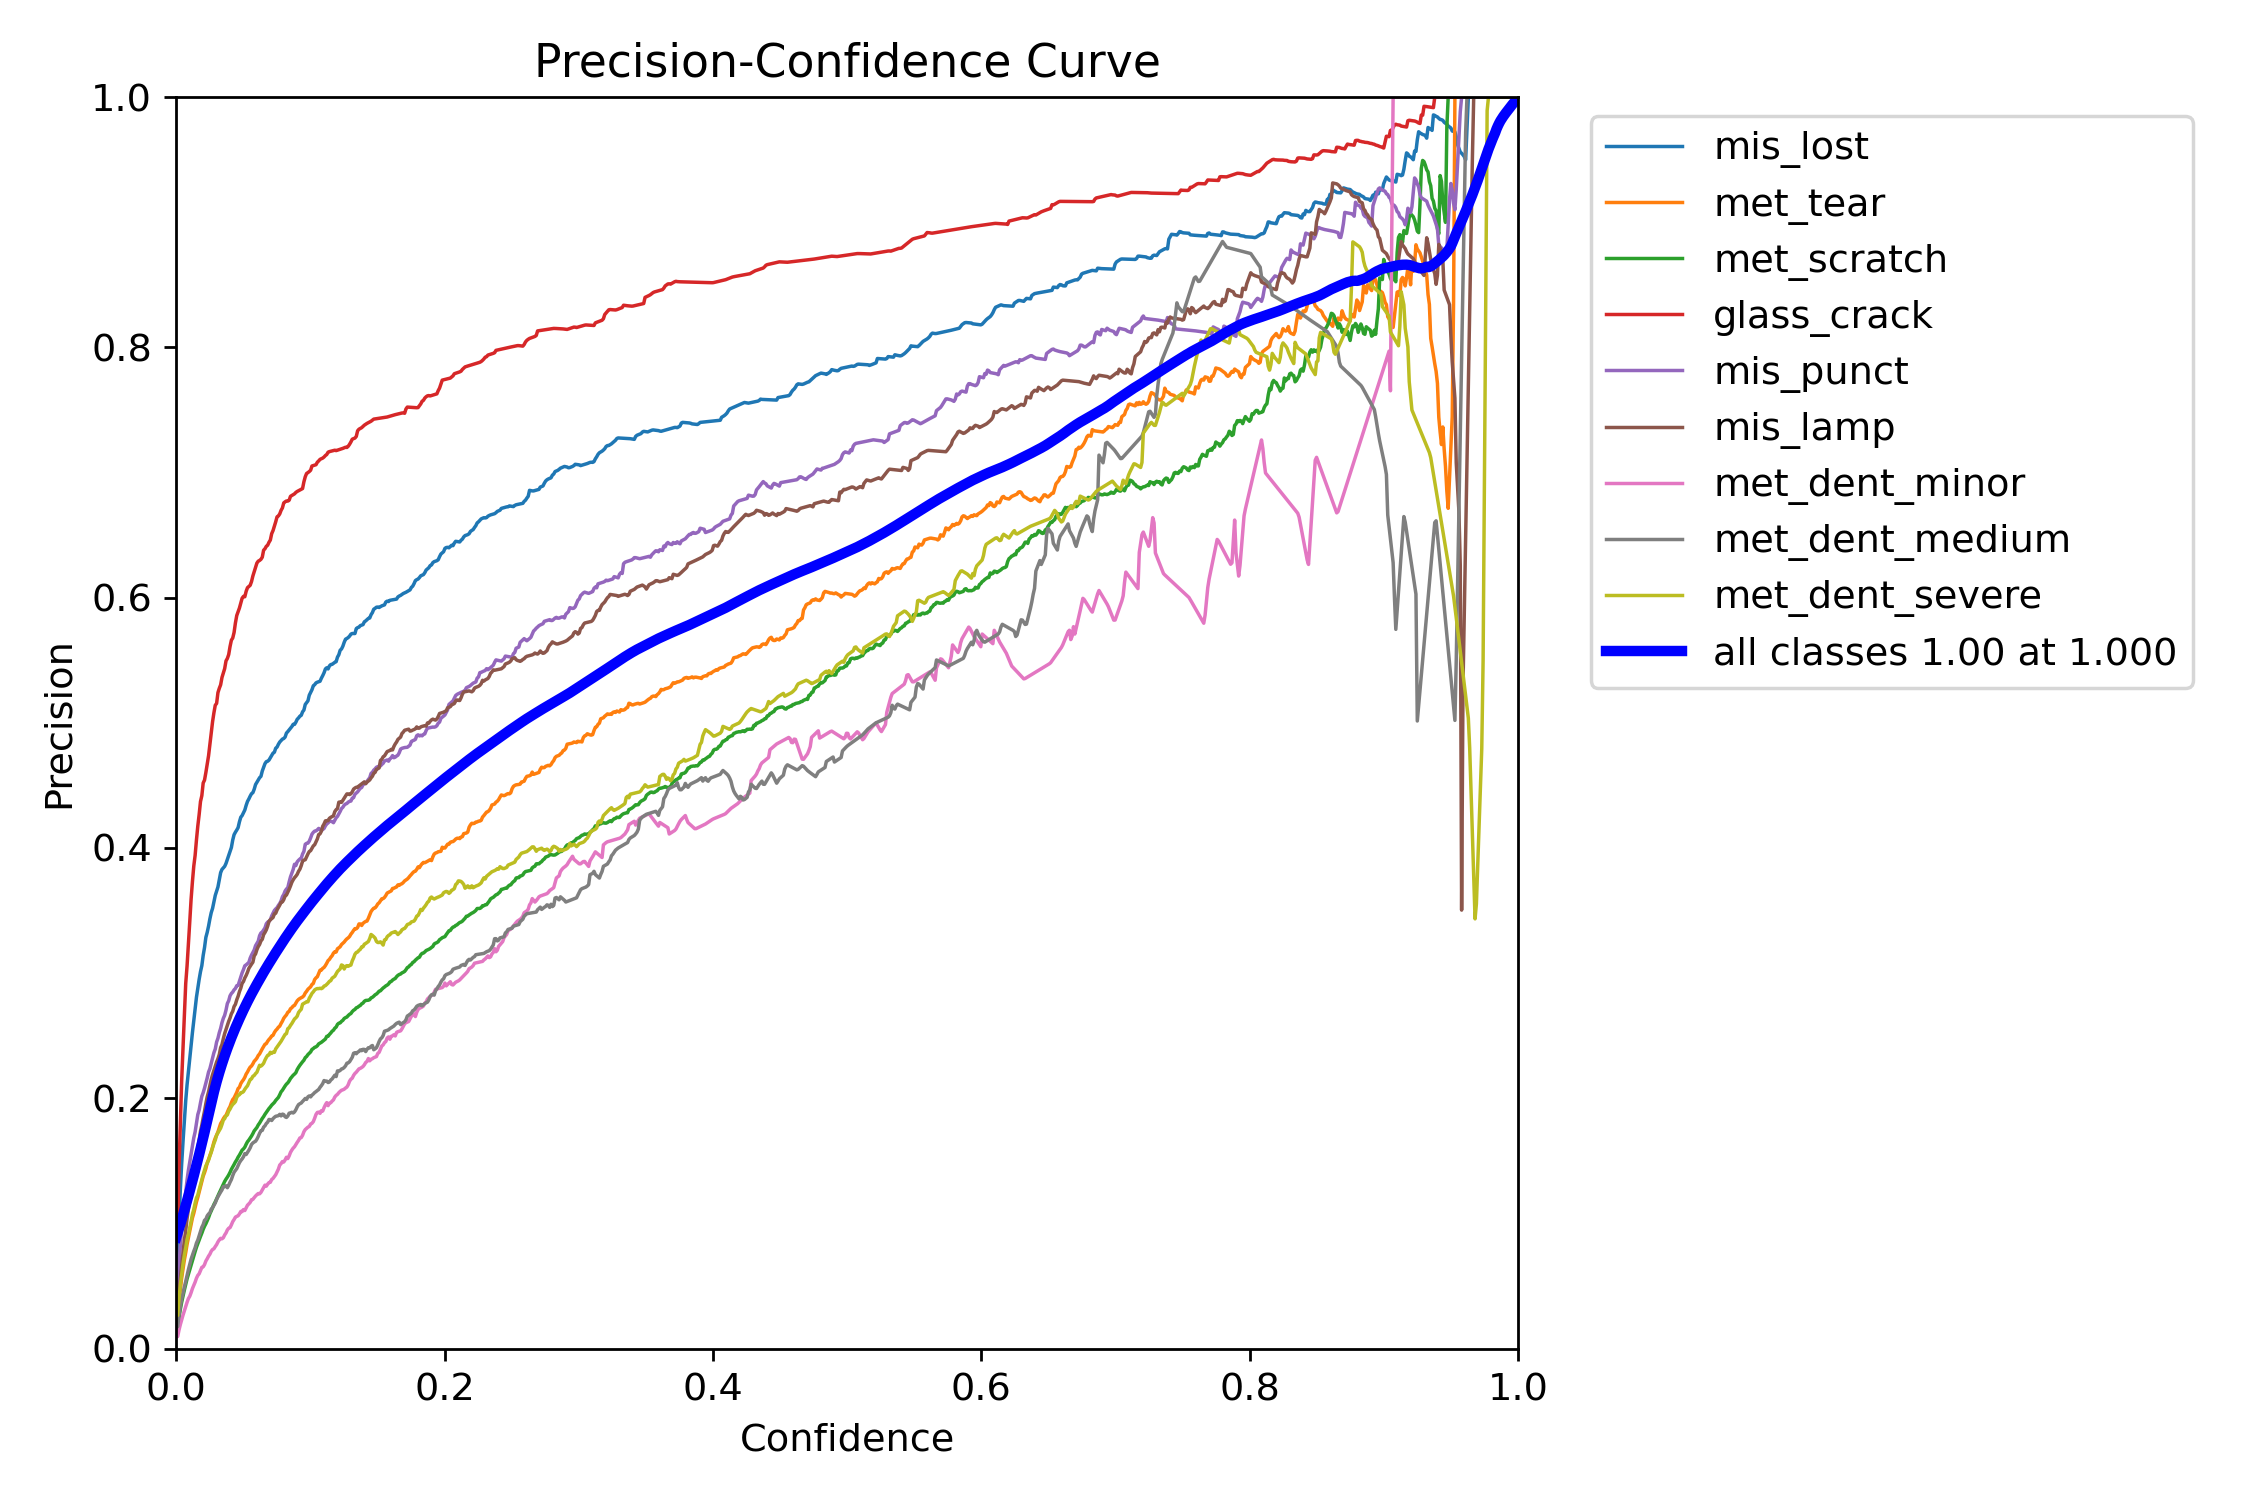 Precision-Confidence Curve
1.0
0.8
0.6
0.4
0.2
0.0
Precision
0.0 0.2 0.4 0.6 0.8 1.0
Confidence
mis_lost
met_tear
met_scratch
glass_crack
mis_punct
mis_lamp
met_dent_minor
met_dent_medium
met_dent_severe
all classes 1.00 at 1.000